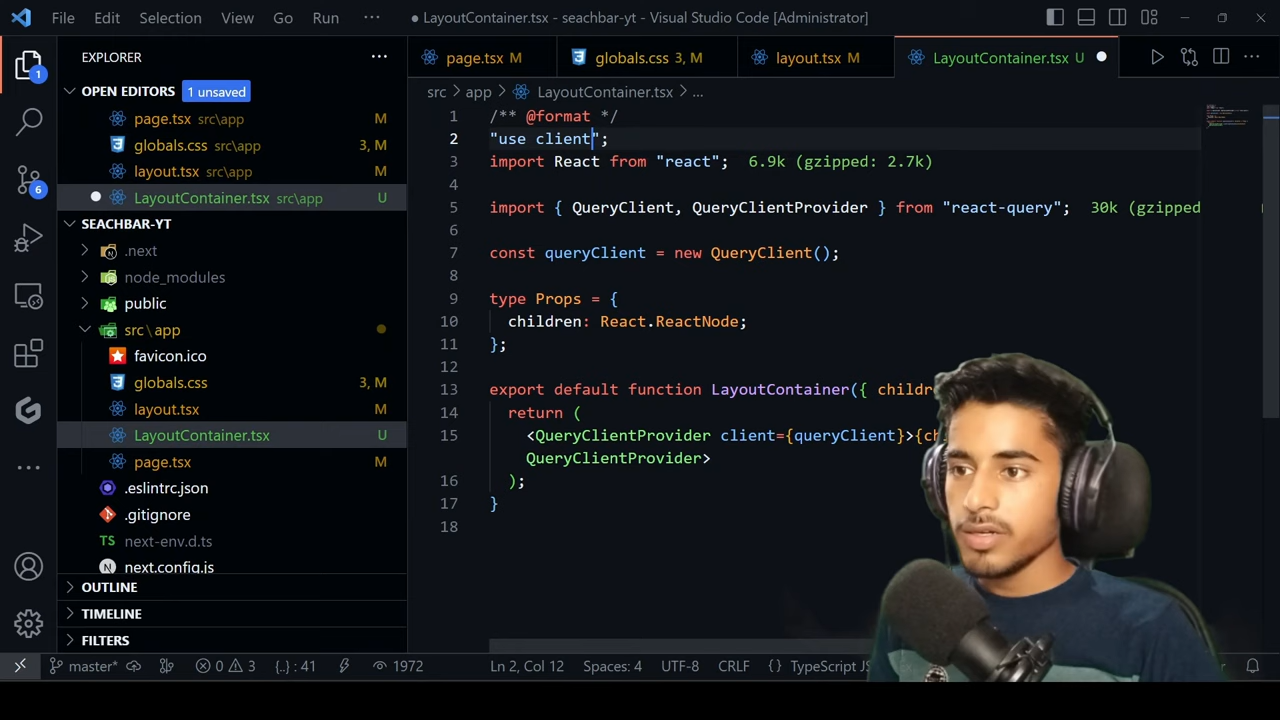 File Edit Selection View Go Run ··· ● LayoutContainer.tsx - seachbar-yt - Visual Studio Code [Administrator]
EXPLORER ···
OPEN EDITORS 1 unsaved
page.tsx src\app M
globals.css src\app 3, M
layout.tsx src\app M
● LayoutContainer.tsx src\app U
SEACHBAR-YT
.next
node_modules
public
src\app
favicon.ico
globals.css 3, M
layout.tsx M
LayoutContainer.tsx U
page.tsx M
.eslintrc.json
.gitignore
TS next-env.d.ts
next.config.js
OUTLINE
TIMELINE
FILTERS
1
6
page.tsx M globals.css 3, M layout.tsx M LayoutContainer.tsx U ●
src > app > LayoutContainer.tsx > ...
1 /** @format */
2 "use client";
3 import React from "react"; 6.9k (gzipped: 2.7k)
4
5 import { QueryClient, QueryClientProvider } from "react-query"; 30k (gzipped
6
7 const queryClient = new QueryClient();
8
9 type Props = {
10 children: React.ReactNode;
11 };
12
13 export default function LayoutContainer({ childr
14 return (
15 <QueryClientProvider client={queryClient}>{ch
QueryClientProvider>
16 );
17 }
18
master* 0 3 {..} : 41 1972 Ln 2, Col 12 Spaces: 4 UTF-8 CRLF {} TypeScript JS